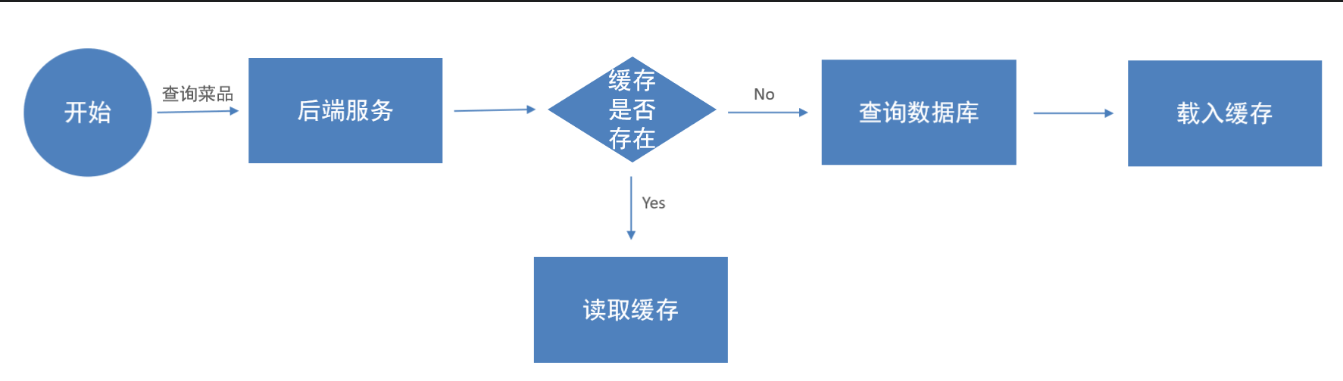 开始
查询菜品
后端服务
缓存
是否
存在
No
查询数据库
载入缓存
Yes
读取缓存